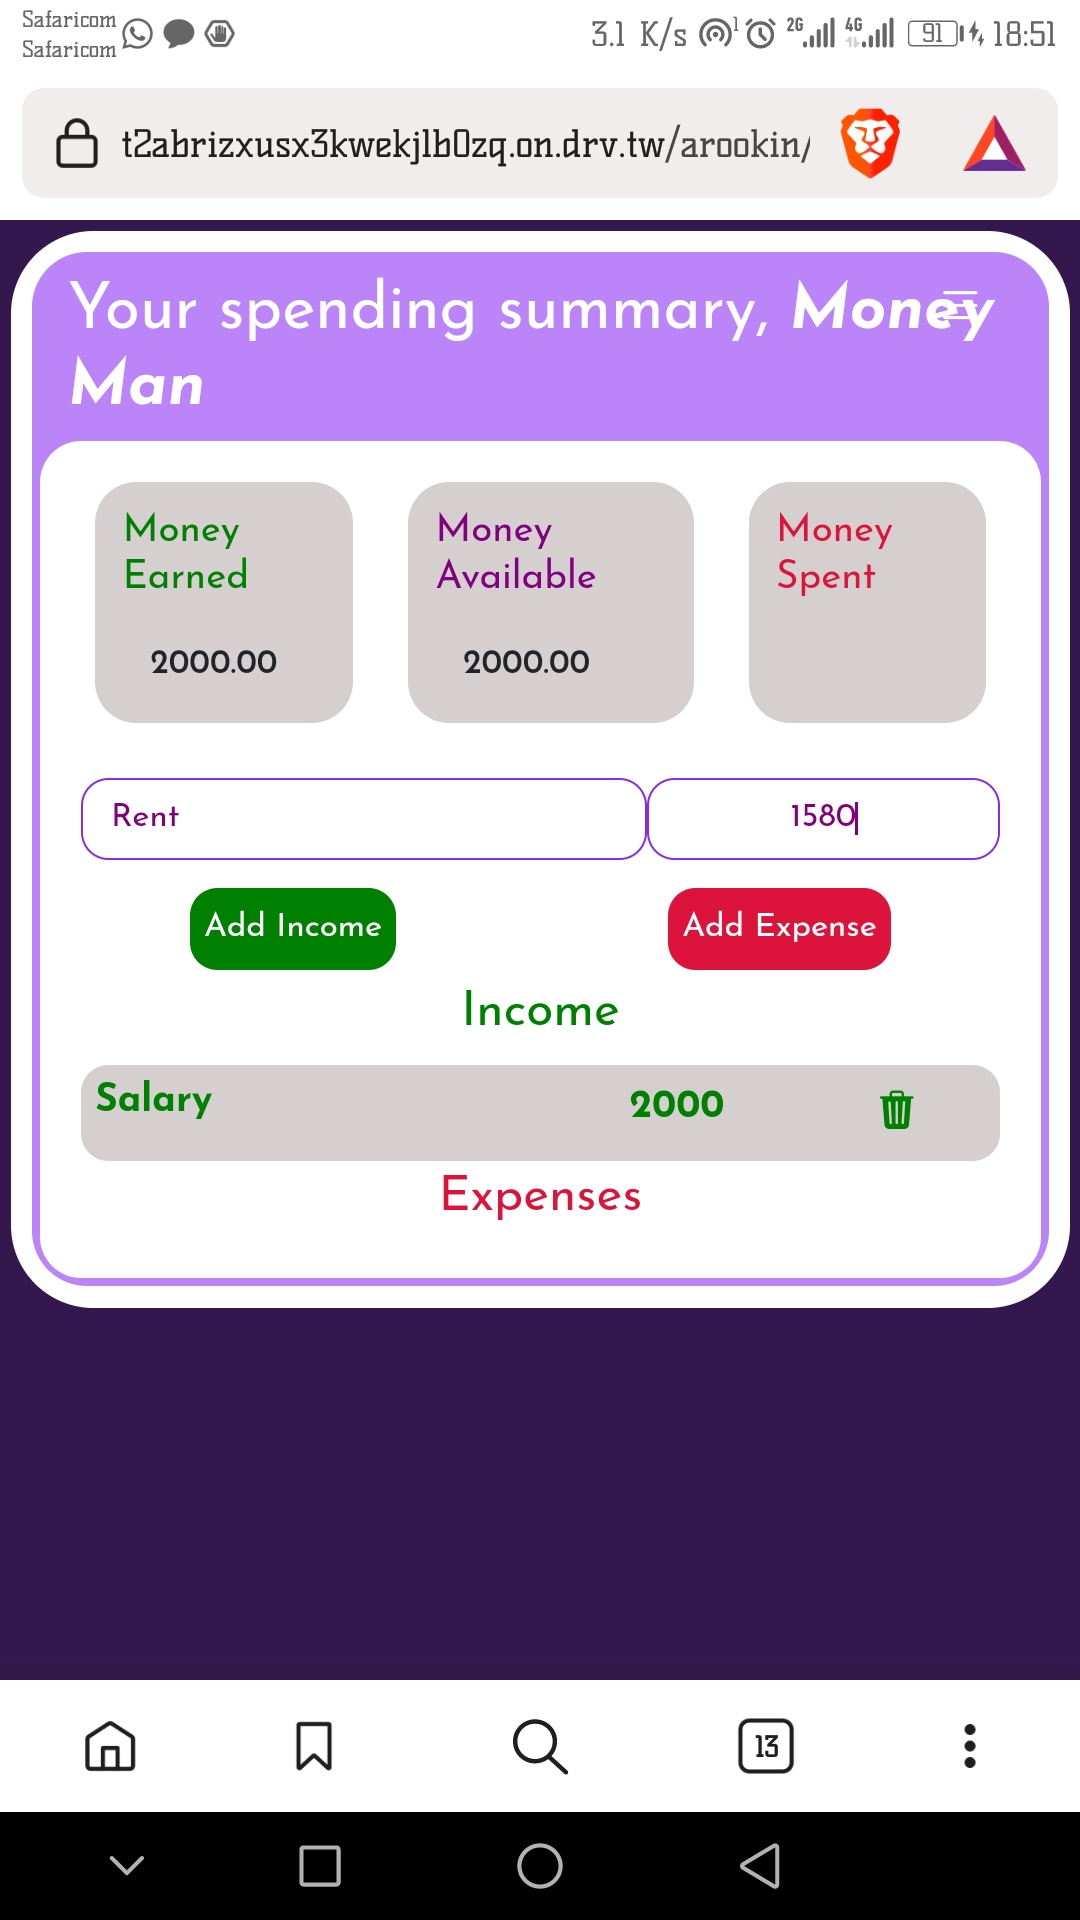 Safaricom
Safaricom
3.1 K/s 1 2G 4G 91 18:51
t2abrizxusx3kwekjlb0zq.on.drv.tw/arookin/
Your spending summary, Money
Man
Money
Earned
2000.00
Money
Available
2000.00
Money
Spent
Rent 1580
Add Income Add Expense
Income
Salary 2000
Expenses
13